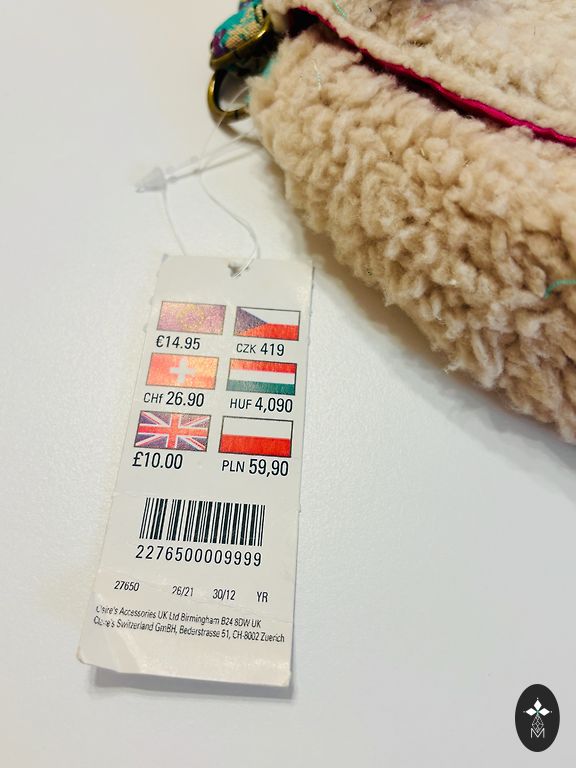 €14.95 CZK 419
CHf 26.90 HUF 4,090
£10.00 PLN 59,90
2276500009999
27650 26/21 30/12 YR
Claire's Accessories UK Ltd Birmingham B24 8DW UK
Claire's Switzerland GmbH, Bederstrasse 51, CH-8002 Zuerich
M